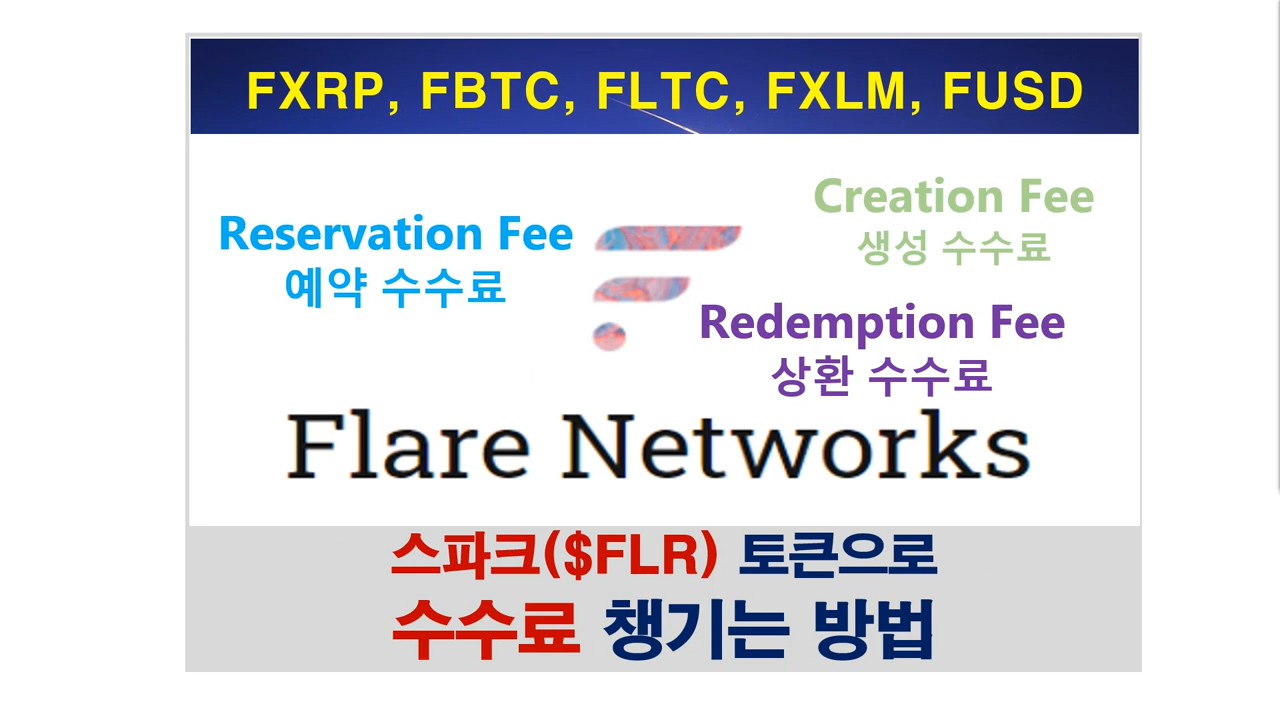 FXRP, FBTC, FLTC, FXLM, FUSD
Reservation Fee
예약 수수료
Creation Fee
생성 수수료
Redemption Fee
상환 수수료
Flare Networks
스파크($FLR) 토큰으로
수수료 챙기는 방법